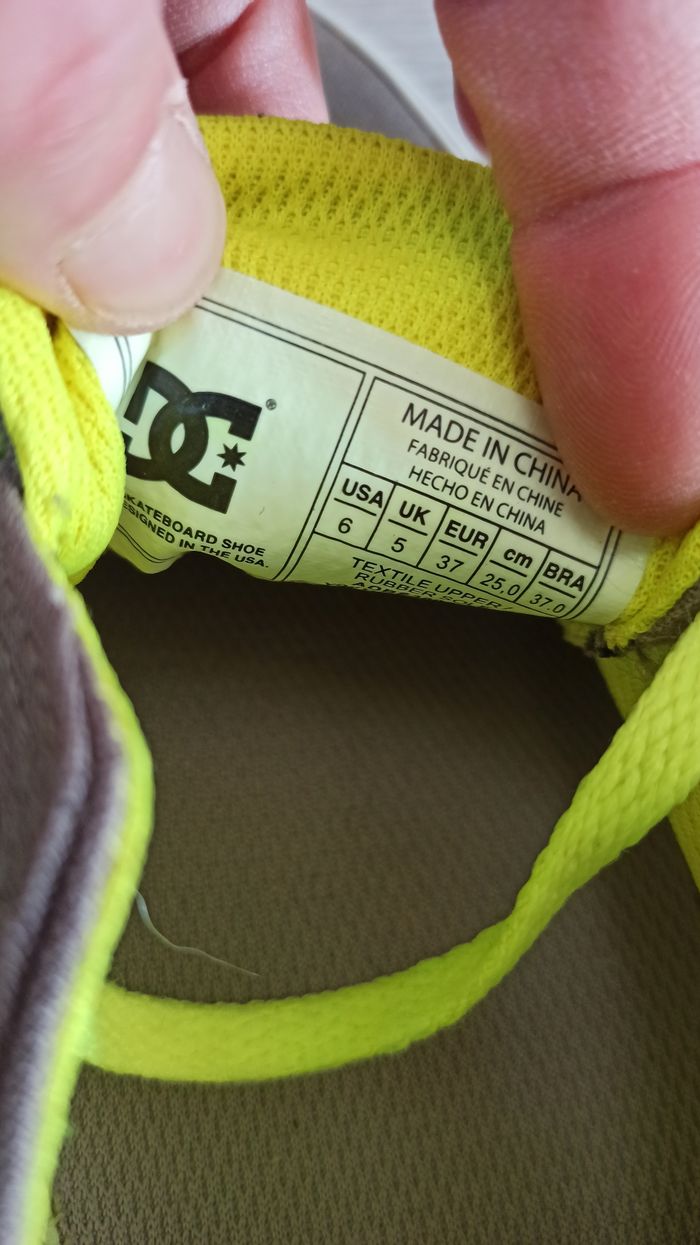 DC
®
SKATEBOARD SHOE
DESIGNED IN THE USA.
MADE IN CHINA
FABRIQUÉ EN CHINE
HECHO EN CHINA
USA UK EUR cm BRA
6 5 37 25.0 37.0
TEXTILE UPPER/